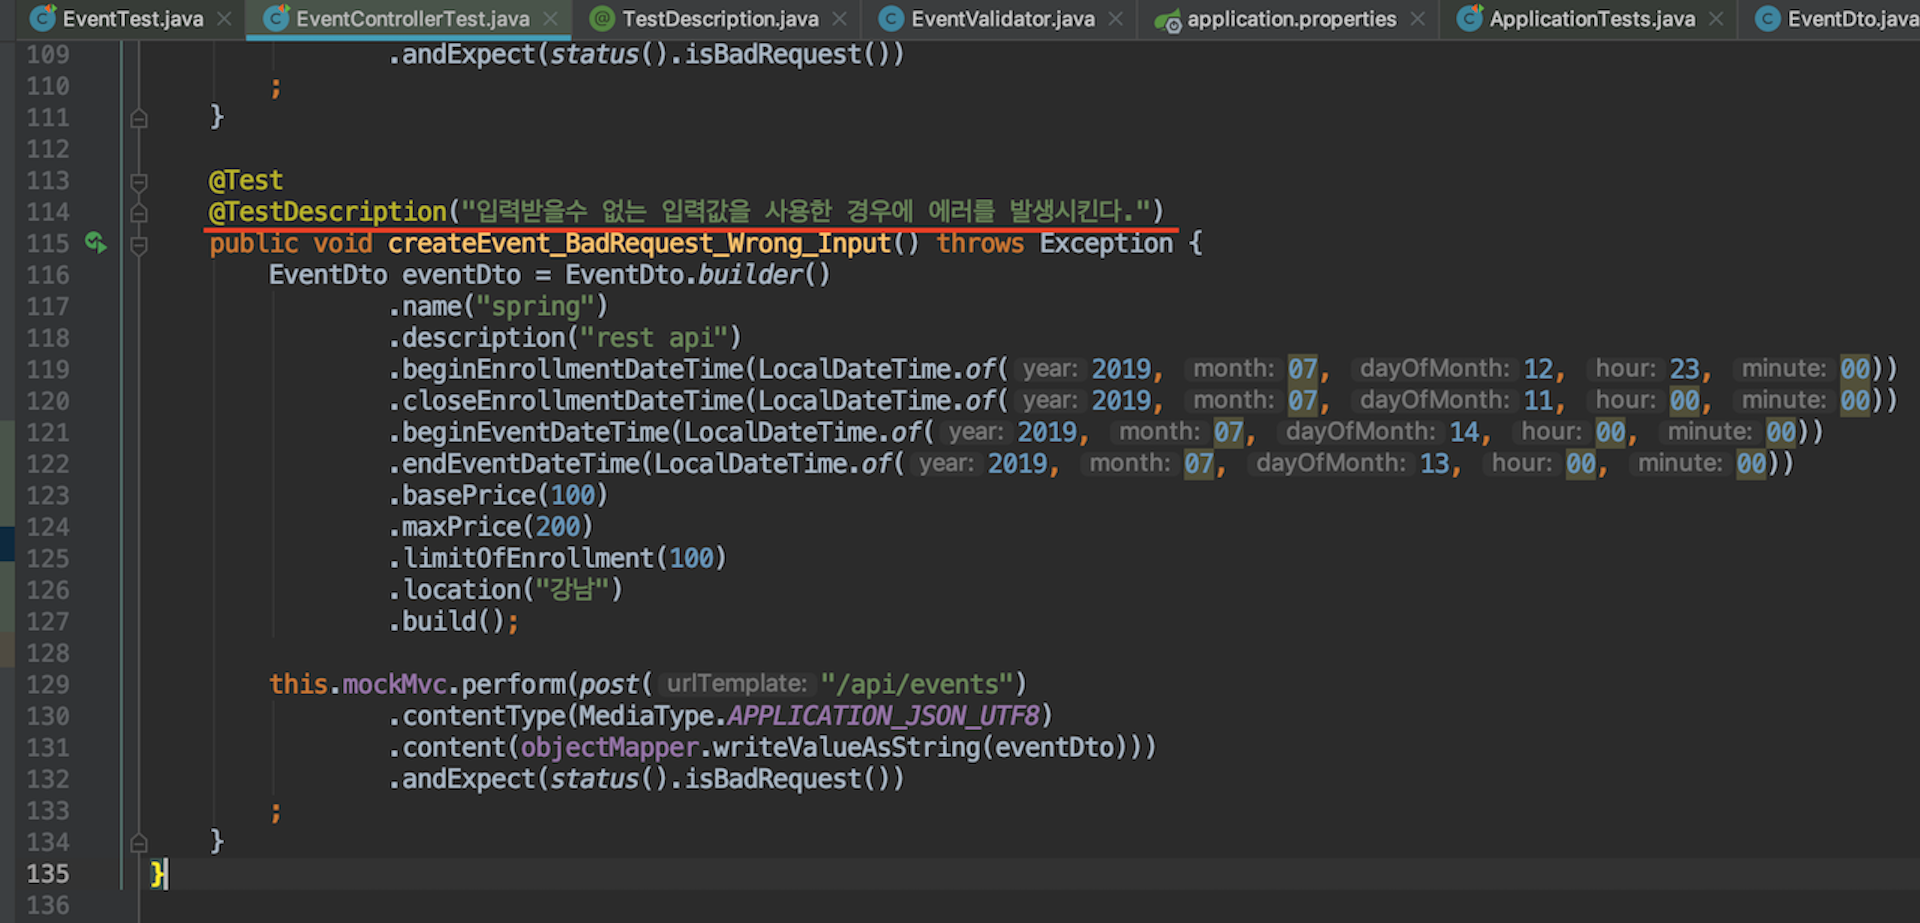 EventTest.java EventControllerTest.java TestDescription.java EventValidator.java application.properties ApplicationTests.java EventDto.java
109 .andExpect(status().isBadRequest())
110 ;
111 }
112
113 @Test
114 @TestDescription("입력받을수 없는 입력값을 사용한 경우에 에러를 발생시킨다.")
115 public void createEvent_BadRequest_Wrong_Input() throws Exception {
116 EventDto eventDto = EventDto.builder()
117 .name("spring")
118 .description("rest api")
119 .beginEnrollmentDateTime(LocalDateTime.of( year: 2019, month: 07, dayOfMonth: 12, hour: 23, minute: 00))
120 .closeEnrollmentDateTime(LocalDateTime.of( year: 2019, month: 07, dayOfMonth: 11, hour: 00, minute: 00))
121 .beginEventDateTime(LocalDateTime.of( year: 2019, month: 07, dayOfMonth: 14, hour: 00, minute: 00))
122 .endEventDateTime(LocalDateTime.of( year: 2019, month: 07, dayOfMonth: 13, hour: 00, minute: 00))
123 .basePrice(100)
124 .maxPrice(200)
125 .limitOfEnrollment(100)
126 .location("강남")
127 .build();
128
129 this.mockMvc.perform(post( urlTemplate: "/api/events")
130 .contentType(MediaType.APPLICATION_JSON_UTF8)
131 .content(objectMapper.writeValueAsString(eventDto)))
132 .andExpect(status().isBadRequest())
133 ;
134 }
135 }
136